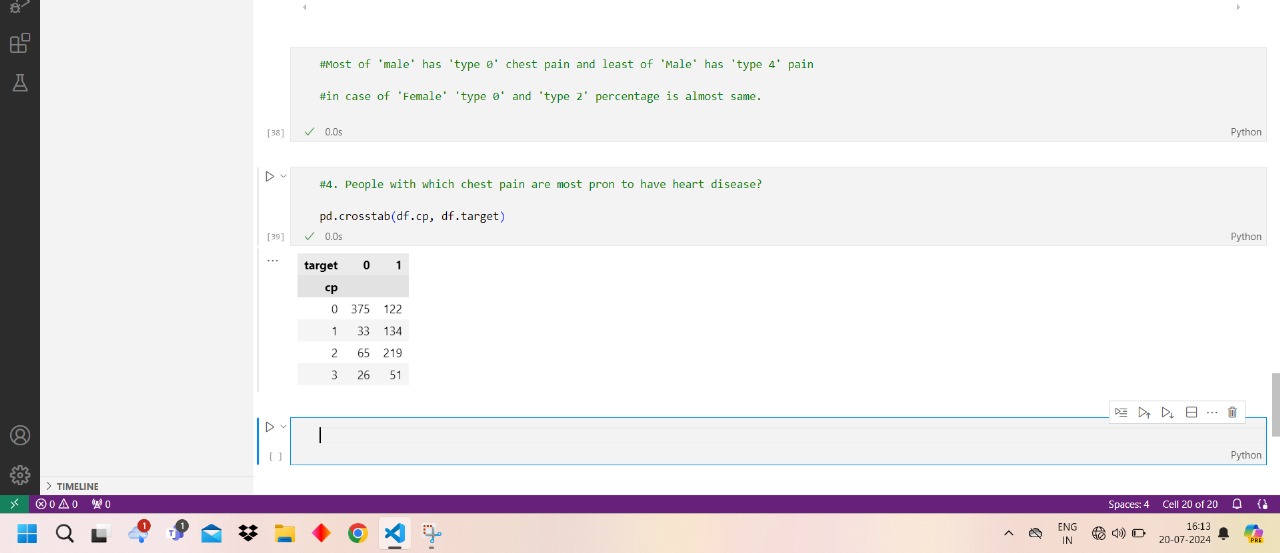 #Most of 'male' has 'type 0' chest pain and least of 'Male' has 'type 4' pain
#in case of 'Female' 'type 0' and 'type 2' percentage is almost same.
[38] 0.0s Python
#4. People with which chest pain are most pron to have heart disease?
pd.crosstab(df.cp, df.target)
[39] 0.0s Python
... target 0 1
cp
0 375 122
1 33 134
2 65 219
3 26 51
[ ] Python
TIMELINE
0 0 0 Spaces: 4 Cell 20 of 20
1 1 ENG 16:13
IN 20-07-2024 PRE